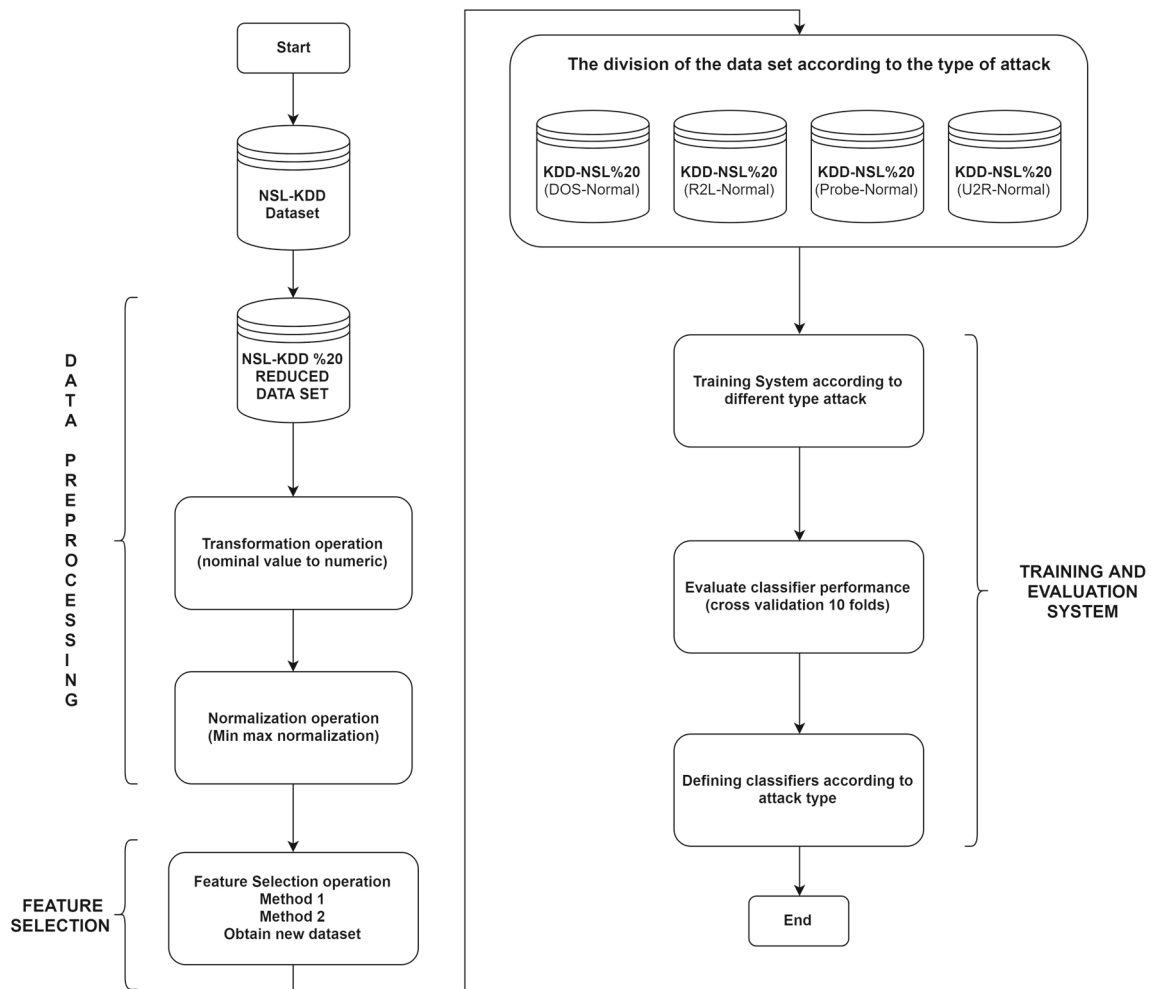 Start
NSL-KDD
Dataset
DATA PREPROCESSING
NSL-KDD %20
REDUCED
DATA SET
Transformation operation
(nominal value to numeric)
Normalization operation
(Min max normalization)
FEATURE
SELECTION
Feature Selection operation
Method 1
Method 2
Obtain new dataset
The division of the data set according to the type of attack
KDD-NSL%20
(DOS-Normal)
KDD-NSL%20
(R2L-Normal)
KDD-NSL%20
(Probe-Normal)
KDD-NSL%20
(U2R-Normal)
Training System according to
different type attack
Evaluate classifier performance
(cross validation 10 folds)
Defining classifiers according to
attack type
TRAINING AND
EVALUATION
SYSTEM
End